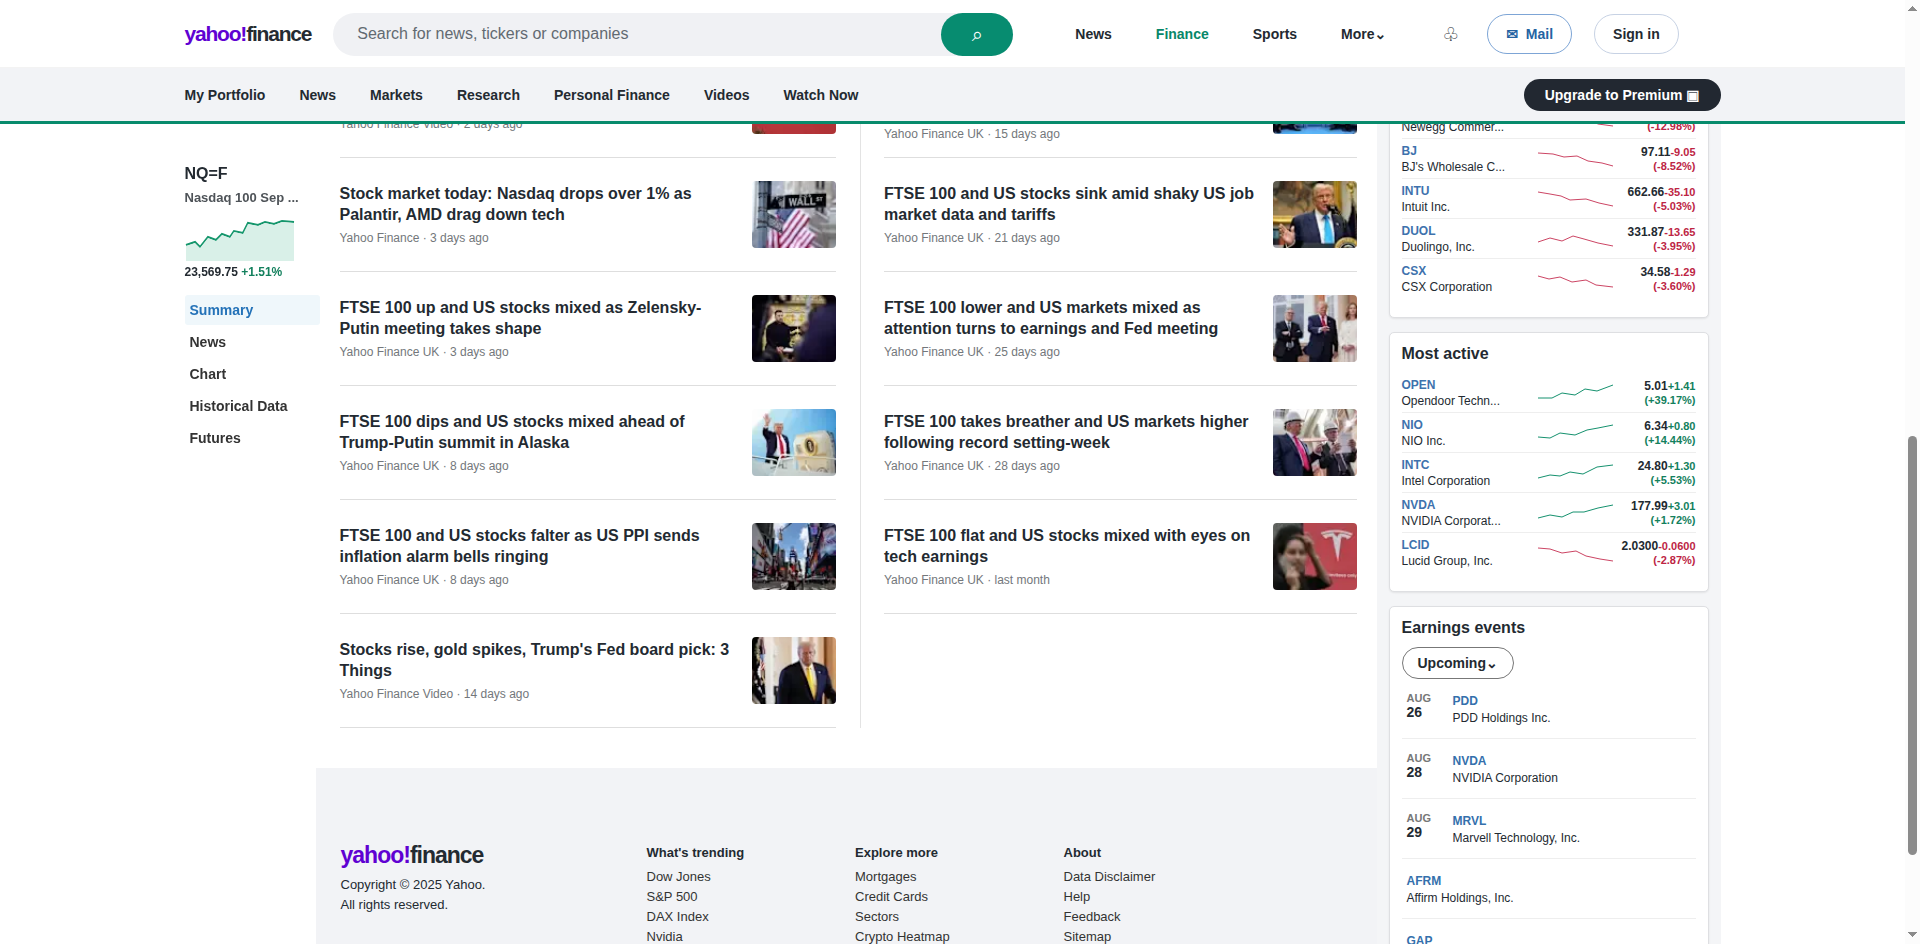 yahoo!finance
Search for news, tickers or companies
News
Finance
Sports
More
Mail
Sign in
My Portfolio
News
Markets
Research
Personal Finance
Videos
Watch Now
Upgrade to Premium
NQ=F
Nasdaq 100 Sep ...
23,569.75 +1.51%
Summary
News
Chart
Historical Data
Futures
Yahoo Finance Video · 2 days ago
Stock market today: Nasdaq drops over 1% as
Palantir, AMD drag down tech
Yahoo Finance · 3 days ago
WALL ST
FTSE 100 up and US stocks mixed as Zelensky-
Putin meeting takes shape
Yahoo Finance UK · 3 days ago
FTSE 100 dips and US stocks mixed ahead of
Trump-Putin summit in Alaska
Yahoo Finance UK · 8 days ago
FTSE 100 and US stocks falter as US PPI sends
inflation alarm bells ringing
Yahoo Finance UK · 8 days ago
Stocks rise, gold spikes, Trump's Fed board pick: 3
Things
Yahoo Finance Video · 14 days ago
Yahoo Finance UK · 15 days ago
FTSE 100 and US stocks sink amid shaky US job
market data and tariffs
Yahoo Finance UK · 21 days ago
FTSE 100 lower and US markets mixed as
attention turns to earnings and Fed meeting
Yahoo Finance UK · 25 days ago
FTSE 100 takes breather and US markets higher
following record setting-week
Yahoo Finance UK · 28 days ago
FTSE 100 flat and US stocks mixed with eyes on
tech earnings
Yahoo Finance UK · last month
Newegg Commer...
(-12.98%)
BJ
97.11-9.05
BJ's Wholesale C...
(-8.52%)
INTU
662.66-35.10
Intuit Inc.
(-5.03%)
DUOL
331.87-13.65
Duolingo, Inc.
(-3.95%)
CSX
34.58-1.29
CSX Corporation
(-3.60%)
Most active
OPEN
5.01+1.41
Opendoor Techn...
(+39.17%)
NIO
6.34+0.80
NIO Inc.
(+14.44%)
INTC
24.80+1.30
Intel Corporation
(+5.53%)
NVDA
177.99+3.01
NVIDIA Corporat...
(+1.72%)
LCID
2.0300-0.0600
Lucid Group, Inc.
(-2.87%)
Earnings events
Upcoming
AUG
26
PDD
PDD Holdings Inc.
AUG
28
NVDA
NVIDIA Corporation
AUG
29
MRVL
Marvell Technology, Inc.
AFRM
Affirm Holdings, Inc.
GAP
yahoo!finance
Copyright © 2025 Yahoo.
All rights reserved.
What's trending
Dow Jones
S&P 500
DAX Index
Nvidia
Explore more
Mortgages
Credit Cards
Sectors
Crypto Heatmap
About
Data Disclaimer
Help
Feedback
Sitemap